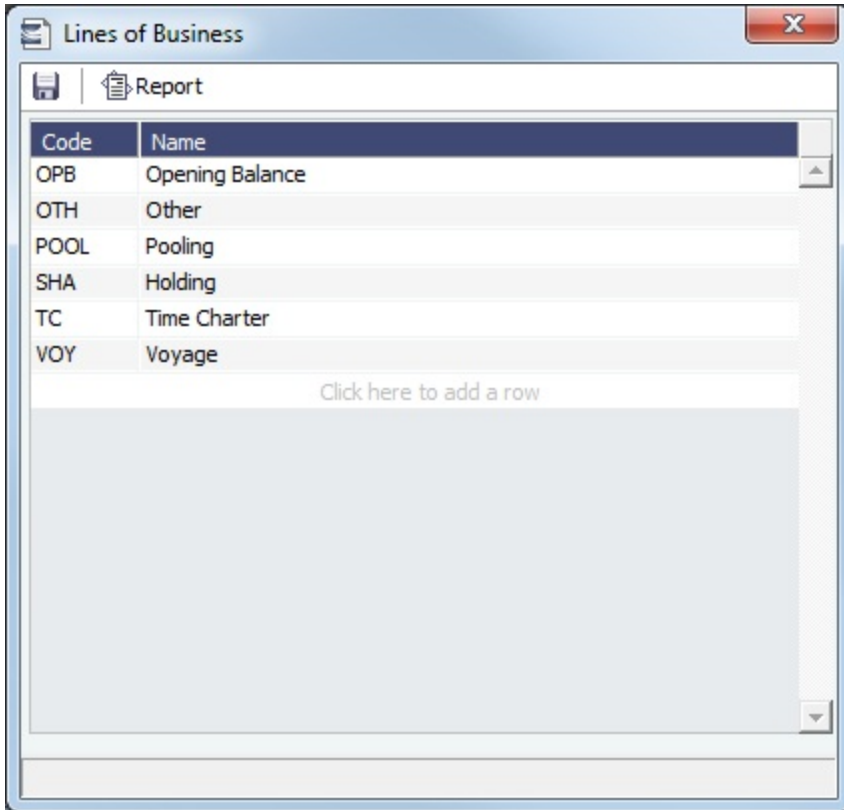 Lines of Business
Report
Code Name
OPB Opening Balance
OTH Other
POOL Pooling
SHA Holding
TC Time Charter
VOY Voyage
Click here to add a row